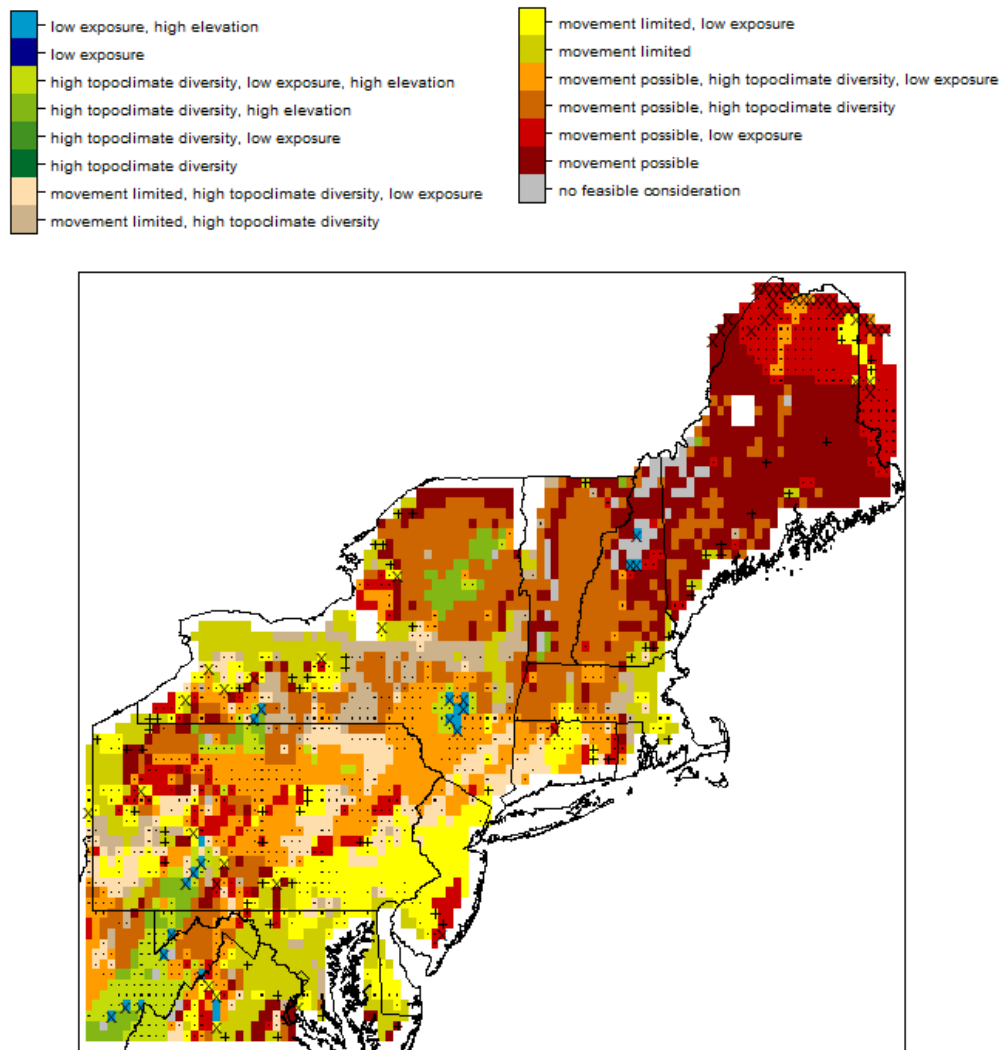 low exposure, high elevation
low exposure
high topoclimate diversity, low exposure, high elevation
high topoclimate diversity, high elevation
high topoclimate diversity, low exposure
high topoclimate diversity
movement limited, high topoclimate diversity, low exposure
movement limited, high topoclimate diversity
movement limited, low exposure
movement limited
movement possible, high topoclimate diversity, low exposure
movement possible, high topoclimate diversity
movement possible, low exposure
movement possible
no feasible consideration